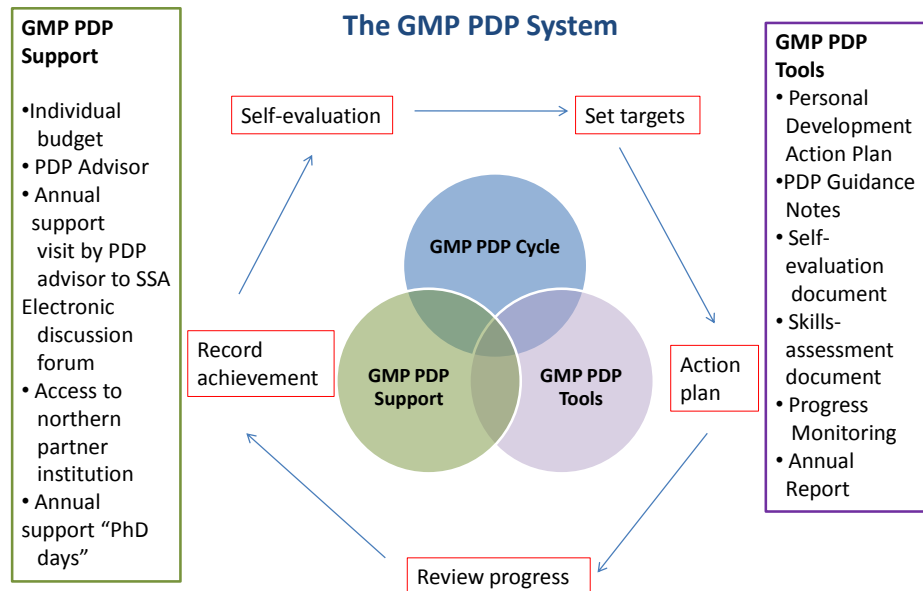 The GMP PDP System
GMP PDP
Support
•Individual
budget
• PDP Advisor
• Annual
support
visit by PDP
advisor to SSA
Electronic
discussion
forum
• Access to
northern
partner
institution
• Annual
support “PhD
days”
Self-evaluation
Set targets
GMP PDP Cycle
Record
achievement
GMP PDP
Support
GMP PDP
Tools
Action
plan
Review progress
GMP PDP
Tools
• Personal
Development
Action Plan
•PDP Guidance
Notes
• Self-
evaluation
document
• Skills-
assessment
document
• Progress
Monitoring
• Annual
Report